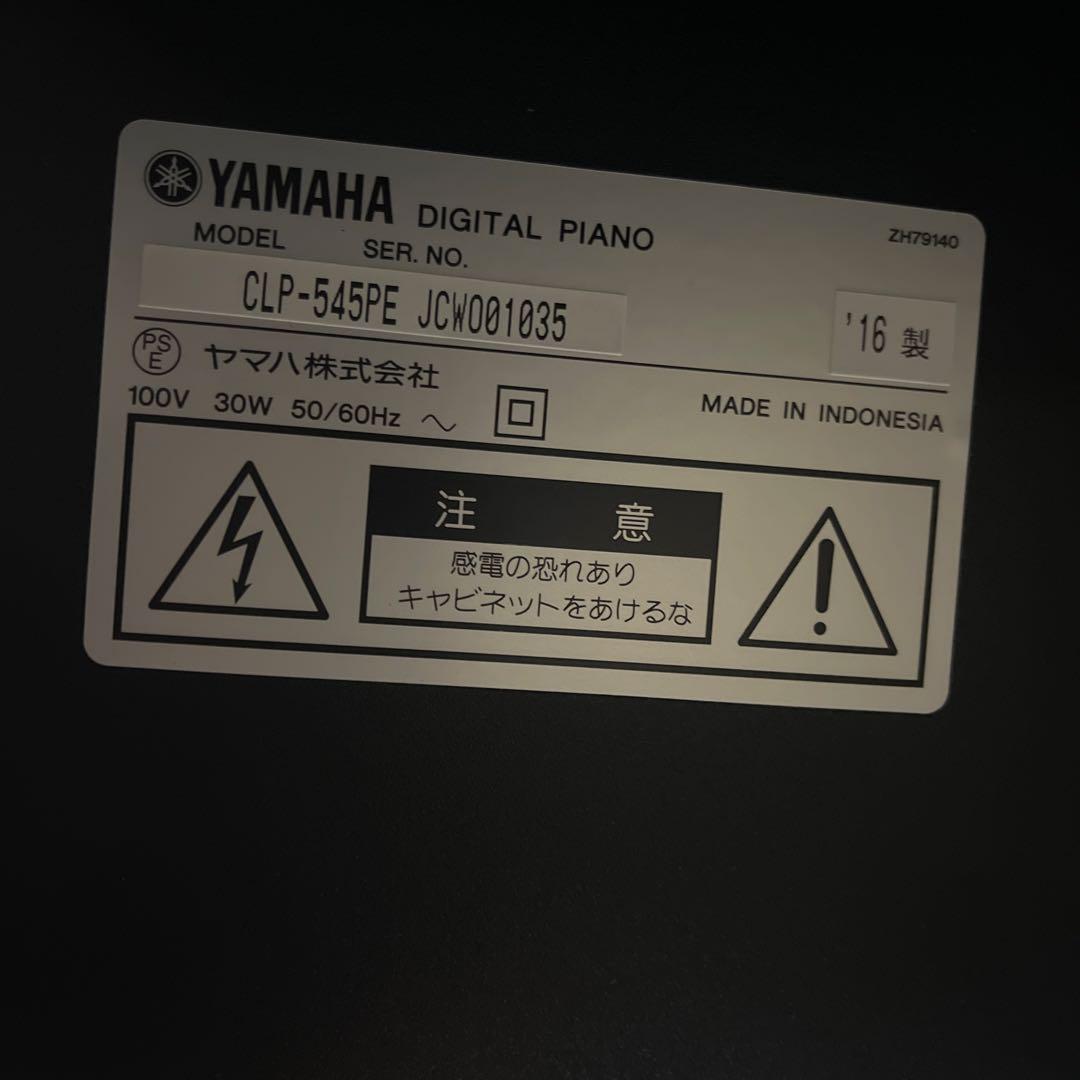 YAMAHA DIGITAL PIANO
ZH79140
MODEL SER. NO.
CLP-545PE JCWO01035
'16 製
PS
E
ヤマハ株式会社
100V 30W 50/60Hz ～
MADE IN INDONESIA
注 意
感電の恐れあり
キャビネットをあけるな